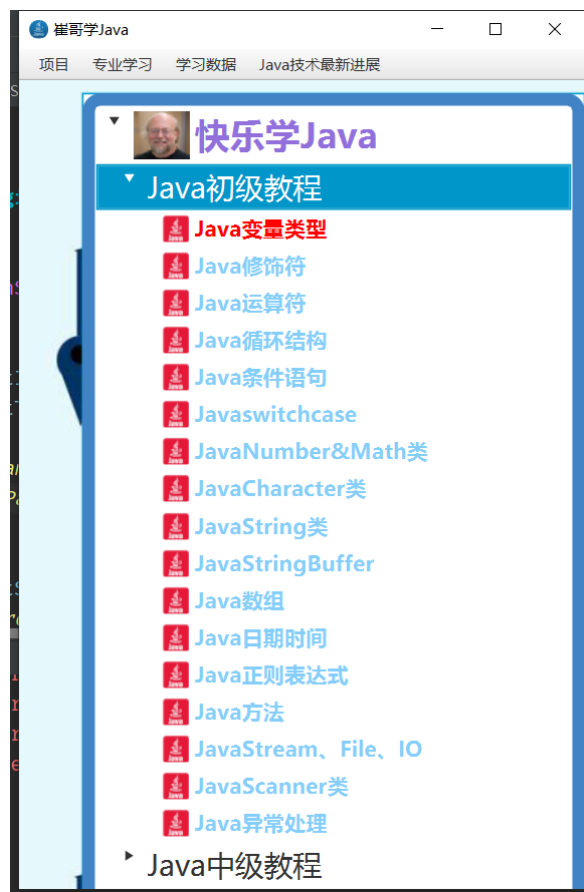 崔哥学Java
项目 专业学习 学习数据 Java技术最新进展
快乐学Java
Java初级教程
Java变量类型
Java修饰符
Java运算符
Java循环结构
Java条件语句
Javaswitchcase
JavaNumber&Math类
JavaCharacter类
JavaString类
JavaStringBuffer
Java数组
Java日期时间
Java正则表达式
Java方法
JavaStream、File、IO
JavaScanner类
Java异常处理
Java中级教程